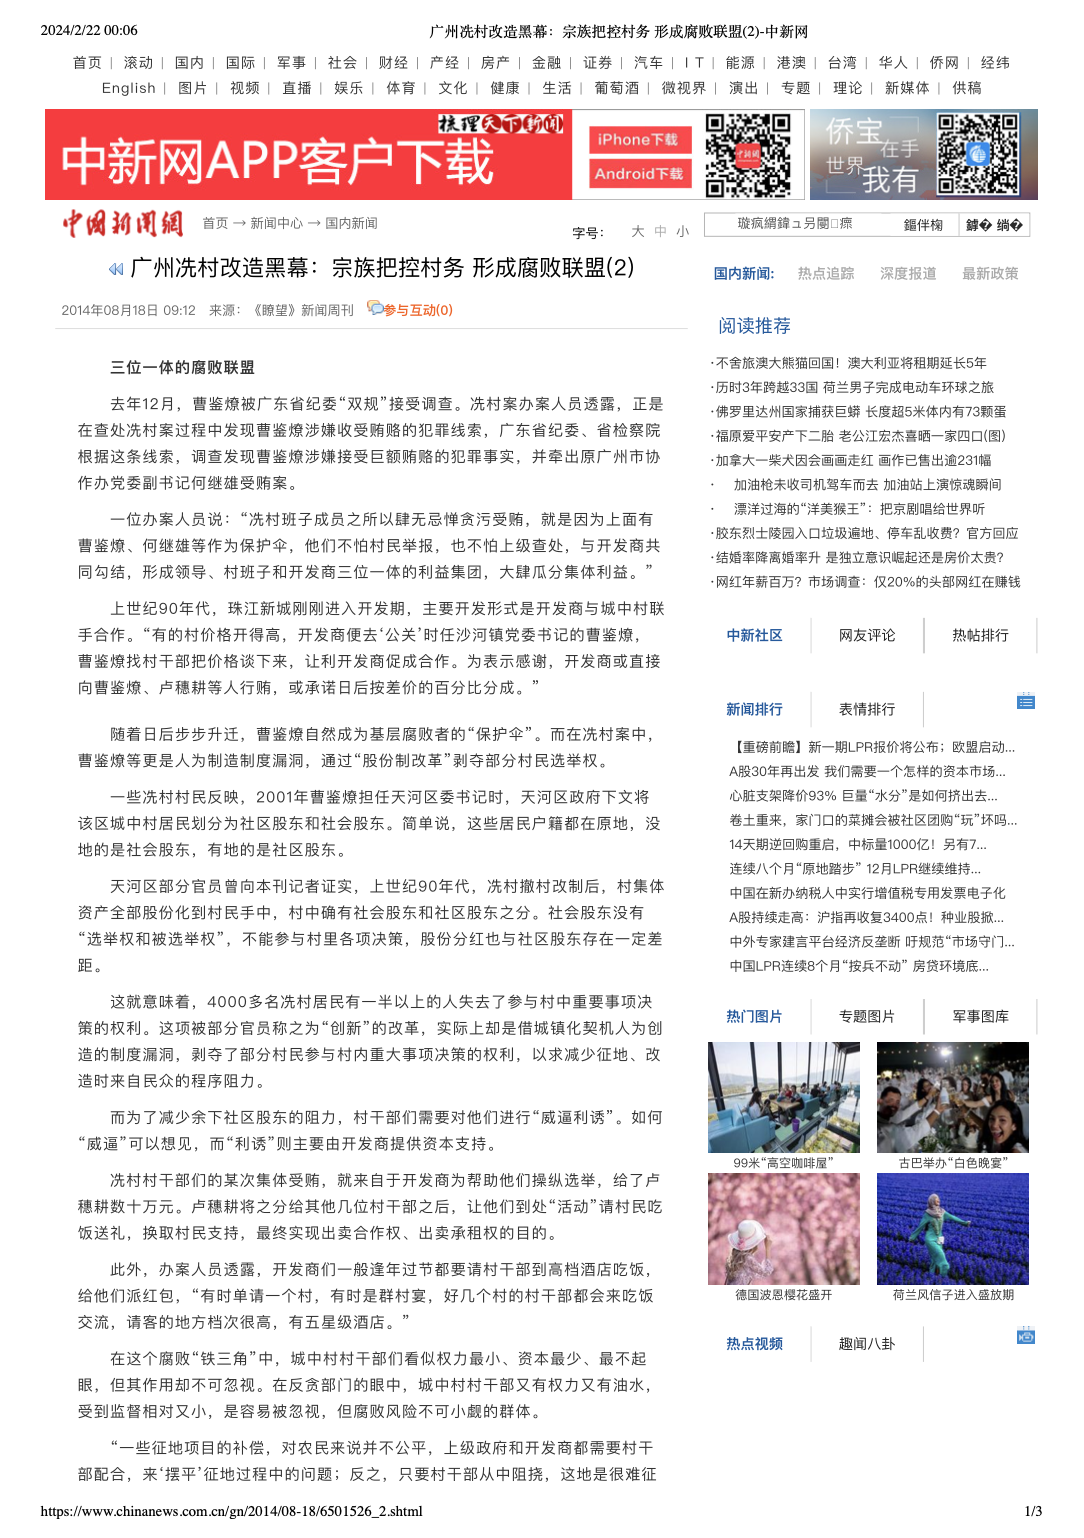 2024/2/22 00:06
广州冼村改造黑幕：宗族把控村务 形成腐败联盟(2)-中新网
首页 | 滚动 | 国内 | 国际 | 军事 | 社会 | 财经 | 产经 | 房产 | 金融 | 证券 | 汽车 | I T | 能源 | 港澳 | 台湾 | 华人 | 侨网 | 经纬
English | 图片 | 视频 | 直播 | 娱乐 | 体育 | 文化 | 健康 | 生活 | 葡萄酒 | 微视界 | 演出 | 专题 | 理论 | 新媒体 | 供稿
梳理天下新闻
中新网APP客户下载
iPhone下载
Android下载
侨宝
在手
世界
我有
中國新聞網
首页 → 新闻中心 → 国内新闻
字号： 大 中 小
广州冼村改造黑幕：宗族把控村务 形成腐败联盟(2)
2014年08月18日 09:12 来源：《瞭望》新闻周刊 参与互动(0)
三位一体的腐败联盟
去年12月，曹鉴燎被广东省纪委“双规”接受调查。冼村案办案人员透露，正是
在查处冼村案过程中发现曹鉴燎涉嫌收受贿赂的犯罪线索，广东省纪委、省检察院
根据这条线索，调查发现曹鉴燎涉嫌接受巨额贿赂的犯罪事实，并牵出原广州市协
作办党委副书记何继雄受贿案。
一位办案人员说：“冼村班子成员之所以肆无忌惮贪污受贿，就是因为上面有
曹鉴燎、何继雄等作为保护伞，他们不怕村民举报，也不怕上级查处，与开发商共
同勾结，形成领导、村班子和开发商三位一体的利益集团，大肆瓜分集体利益。”
上世纪90年代，珠江新城刚刚进入开发期，主要开发形式是开发商与城中村联
手合作。“有的村价格开得高，开发商便去‘公关’时任沙河镇党委书记的曹鉴燎，
曹鉴燎找村干部把价格谈下来，让利开发商促成合作。为表示感谢，开发商或直接
向曹鉴燎、卢穗耕等人行贿，或承诺日后按差价的百分比分成。”
随着日后步步升迁，曹鉴燎自然成为基层腐败者的“保护伞”。而在冼村案中，
曹鉴燎等更是人为制造制度漏洞，通过“股份制改革”剥夺部分村民选举权。
一些冼村村民反映，2001年曹鉴燎担任天河区委书记时，天河区政府下文将
该区城中村居民划分为社区股东和社会股东。简单说，这些居民户籍都在原地，没
地的是社会股东，有地的是社区股东。
天河区部分官员曾向本刊记者证实，上世纪90年代，冼村撤村改制后，村集体
资产全部股份化到村民手中，村中确有社会股东和社区股东之分。社会股东没有
“选举权和被选举权”，不能参与村里各项决策，股份分红也与社区股东存在一定差
距。
这就意味着，4000多名冼村居民有一半以上的人失去了参与村中重要事项决
策的权利。这项被部分官员称之为“创新”的改革，实际上却是借城镇化契机人为创
造的制度漏洞，剥夺了部分村民参与村内重大事项决策的权利，以求减少征地、改
造时来自民众的程序阻力。
而为了减少余下社区股东的阻力，村干部们需要对他们进行“威逼利诱”。如何
“威逼”可以想见，而“利诱”则主要由开发商提供资本支持。
冼村村干部们的某次集体受贿，就来自于开发商为帮助他们操纵选举，给了卢
穗耕数十万元。卢穗耕将之分给其他几位村干部之后，让他们到处“活动”请村民吃
饭送礼，换取村民支持，最终实现出卖合作权、出卖承租权的目的。
此外，办案人员透露，开发商们一般逢年过节都要请村干部到高档酒店吃饭，
给他们派红包，“有时单请一个村，有时是群村宴，好几个村的村干部都会来吃饭
交流，请客的地方档次很高，有五星级酒店。”
在这个腐败“铁三角”中，城中村村干部们看似权力最小、资本最少、最不起
眼，但其作用却不可忽视。在反贪部门的眼中，城中村村干部又有权力又有油水，
受到监督相对又小，是容易被忽视，但腐败风险不可小觑的群体。
“一些征地项目的补偿，对农民来说并不公平，上级政府和开发商都需要村干
部配合，来‘摆平’征地过程中的问题；反之，只要村干部从中阻挠，这地是很难征
国内新闻: 热点追踪 深度报道 最新政策
阅读推荐
·不舍旅澳大熊猫回国！澳大利亚将租期延长5年
·历时3年跨越33国 荷兰男子完成电动车环球之旅
·佛罗里达州国家捕获巨蟒 长度超5米体内有73颗蛋
·福原爱平安产下二胎 老公江宏杰喜晒一家四口(图)
·加拿大一柴犬因会画画走红 画作已售出逾231幅
· 加油枪未收司机驾车而去 加油站上演惊魂瞬间
· 漂洋过海的“洋美猴王”：把京剧唱给世界听
·胶东烈士陵园入口垃圾遍地、停车乱收费？官方回应
·结婚率降离婚率升 是独立意识崛起还是房价太贵？
·网红年薪百万？市场调查：仅20%的头部网红在赚钱
中新社区 网友评论 热帖排行
新闻排行 表情排行
【重磅前瞻】新一期LPR报价将公布；欧盟启动...
A股30年再出发 我们需要一个怎样的资本市场...
心脏支架降价93% 巨量“水分”是如何挤出去...
卷土重来，家门口的菜摊会被社区团购“玩”坏吗...
14天期逆回购重启，中标量1000亿！另有7...
连续八个月“原地踏步” 12月LPR继续维持...
中国在新办纳税人中实行增值税专用发票电子化
A股持续走高：沪指再收复3400点！种业股掀...
中外专家建言平台经济反垄断 吁规范“市场守门...
中国LPR连续8个月“按兵不动” 房贷环境底...
热门图片 专题图片 军事图库
99米“高空咖啡屋”
古巴举办“白色晚宴”
德国波恩樱花盛开
荷兰风信子进入盛放期
热点视频 趣闻八卦
https://www.chinanews.com.cn/gn/2014/08-18/6501526_2.shtml
1/3